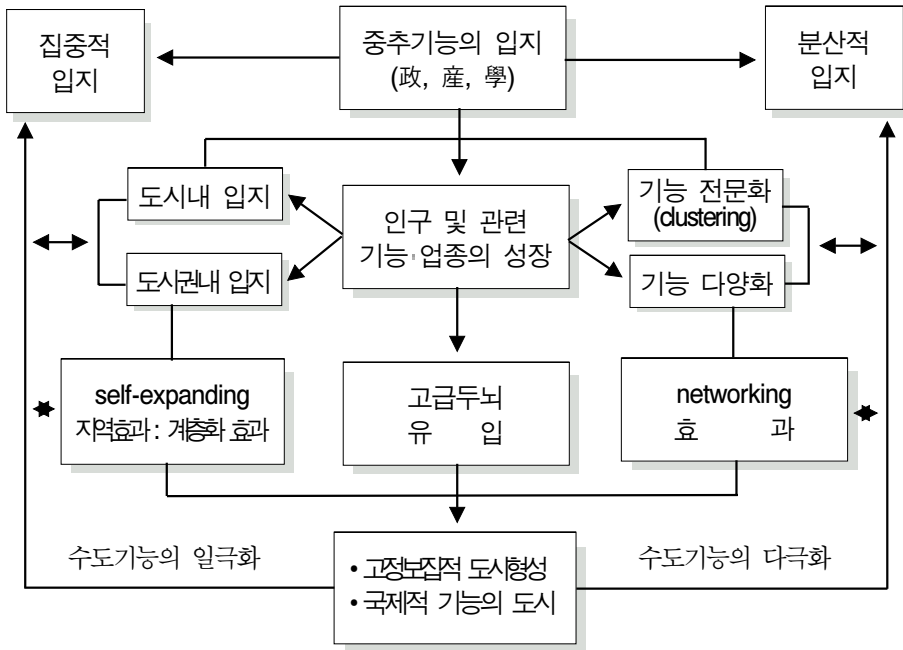 집중적
입지
중추기능의 입지
(政, 産, 學)
분산적
입지
도시내 입지
도시권내 입지
인구 및 관련
기능·업종의 성장
기능 전문화
(clustering)
기능 다양화
self-expanding
지역효과 : 계층화 효과
고급두뇌
유 입
networking
효 과
수도기능의 일극화
• 고정보집적 도시형성
• 국제적 기능의 도시
수도기능의 다극화